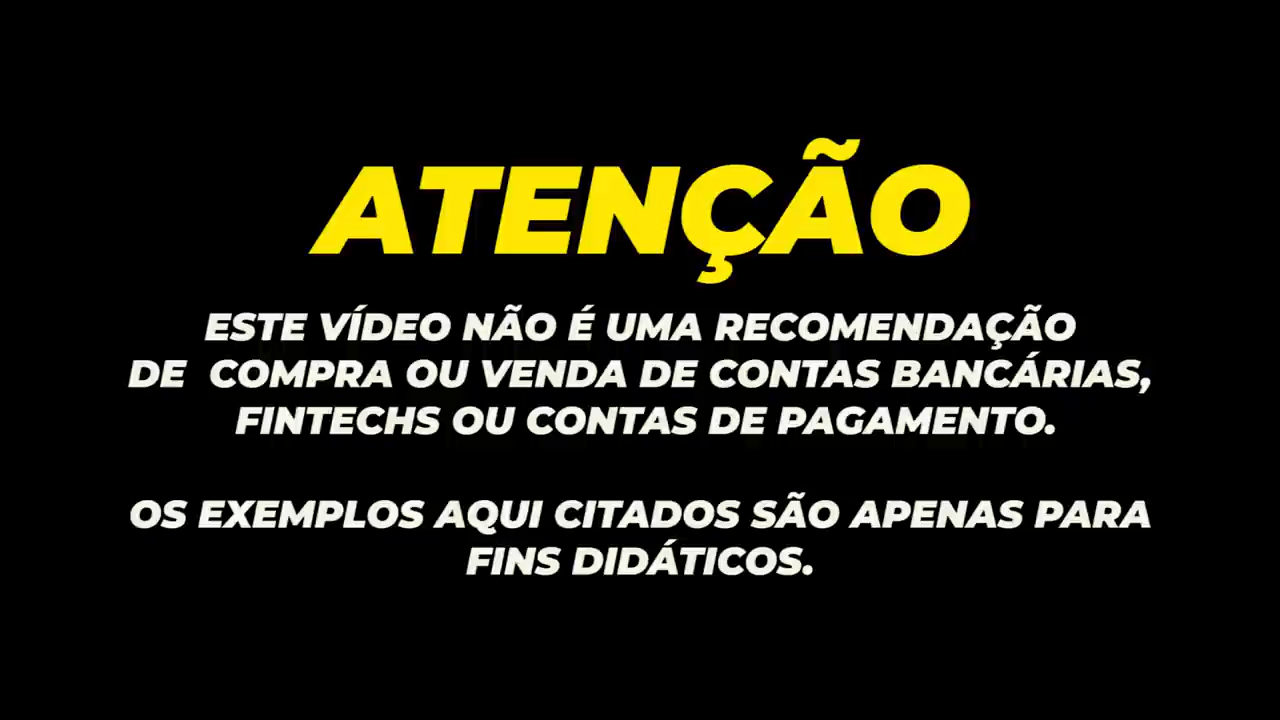 ATENÇÃO
ESTE VÍDEO NÃO É UMA RECOMENDAÇÃO
DE COMPRA OU VENDA DE CONTAS BANCÁRIAS,
FINTECHS OU CONTAS DE PAGAMENTO.
OS EXEMPLOS AQUI CITADOS SÃO APENAS PARA
FINS DIDÁTICOS.